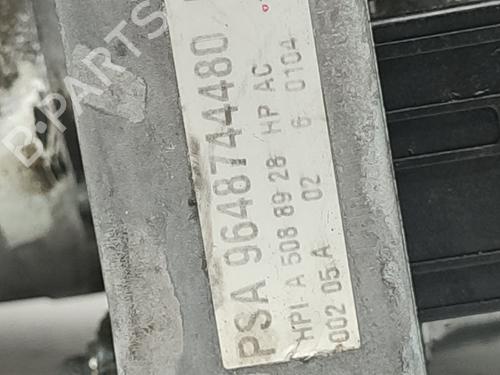 PSA 9648744480
HPI-A 508 89 28 HP AC
02 6 0104
002 05 A
B-PARTS